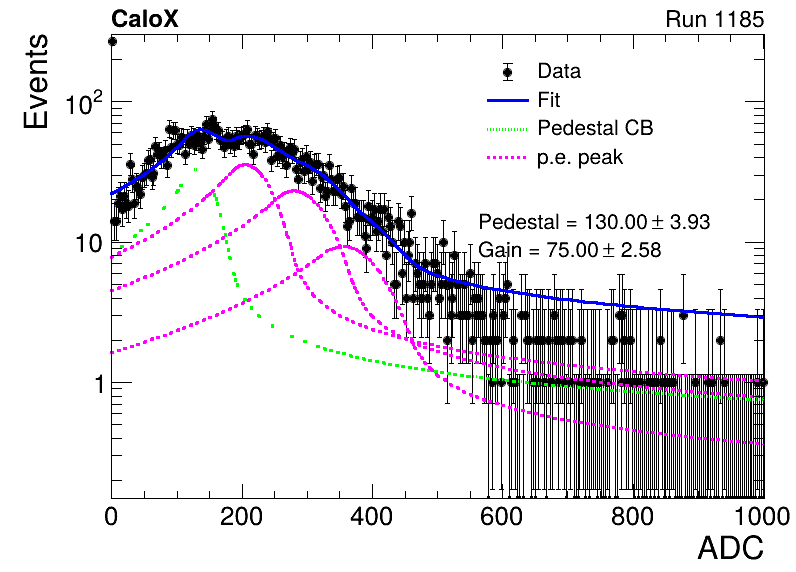 CaloX Run 1185
Events
Data
Fit
Pedestal CB
p.e. peak
Pedestal = 130.00 ± 3.93
Gain = 75.00 ± 2.58
10²
10
1
0 200 400 600 800 1000
ADC